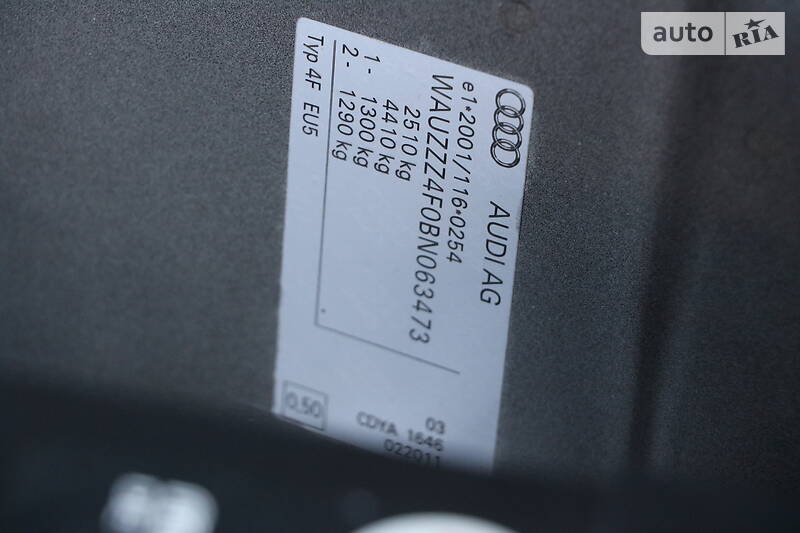 auto RIA
AUDI AG
e1*2001/116*0254
WAUZZZ4F0BN063473
2510 kg
4410 kg
1 - 1300 kg
2 - 1290 kg
Typ 4F EU5
03
0,50
CDYA 1646
022011